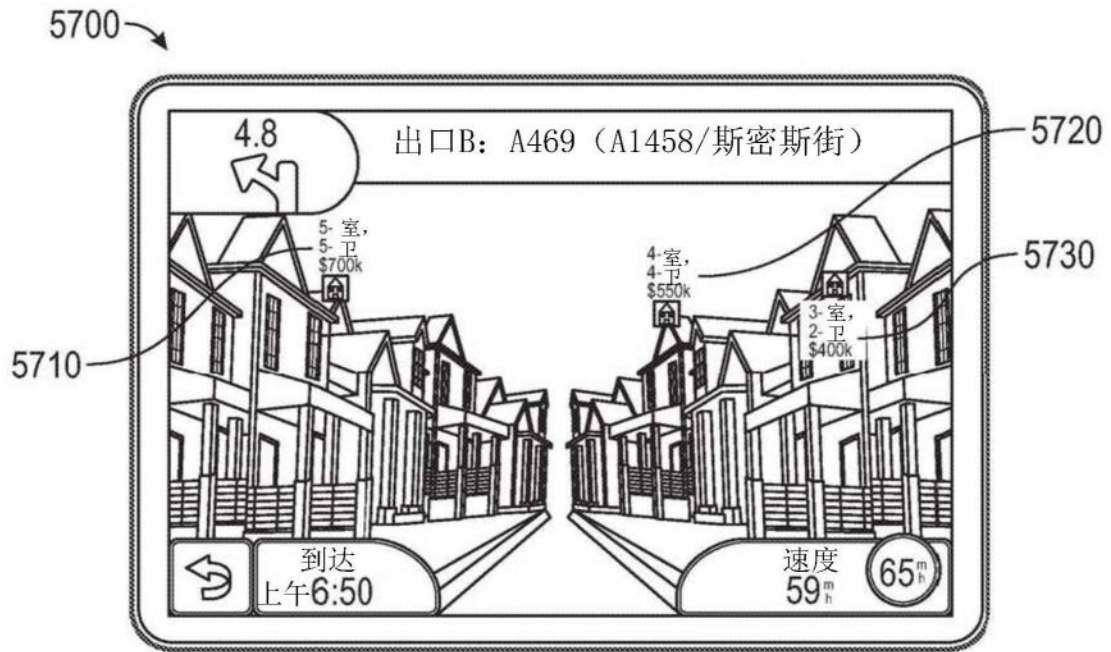 5700
4.8
出口B: A469（A1458/斯密斯街）
5720
5-室,
5-卫
$700k
4-室,
4-卫
$550k
5730
3-室,
2-卫
$400k
5710
到达
上午6:50
速度
59 mh
65 mh